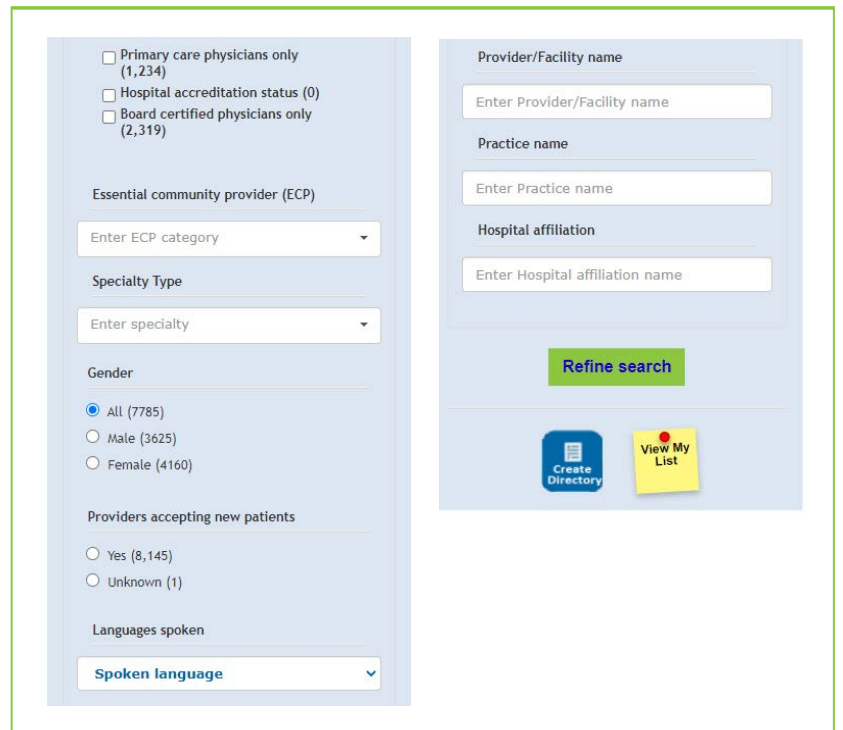 Primary care physicians only
(1,234)
Hospital accreditation status (0)
Board certified physicians only
(2,319)
Essential community provider (ECP)
Enter ECP category
Specialty Type
Enter specialty
Gender
All (7785)
Male (3625)
Female (4160)
Providers accepting new patients
Yes (8,145)
Unknown (1)
Languages spoken
Spoken language
Provider/Facility name
Enter Provider/Facility name
Practice name
Enter Practice name
Hospital affiliation
Enter Hospital affiliation name
Refine search
Create
Directory
View My
List